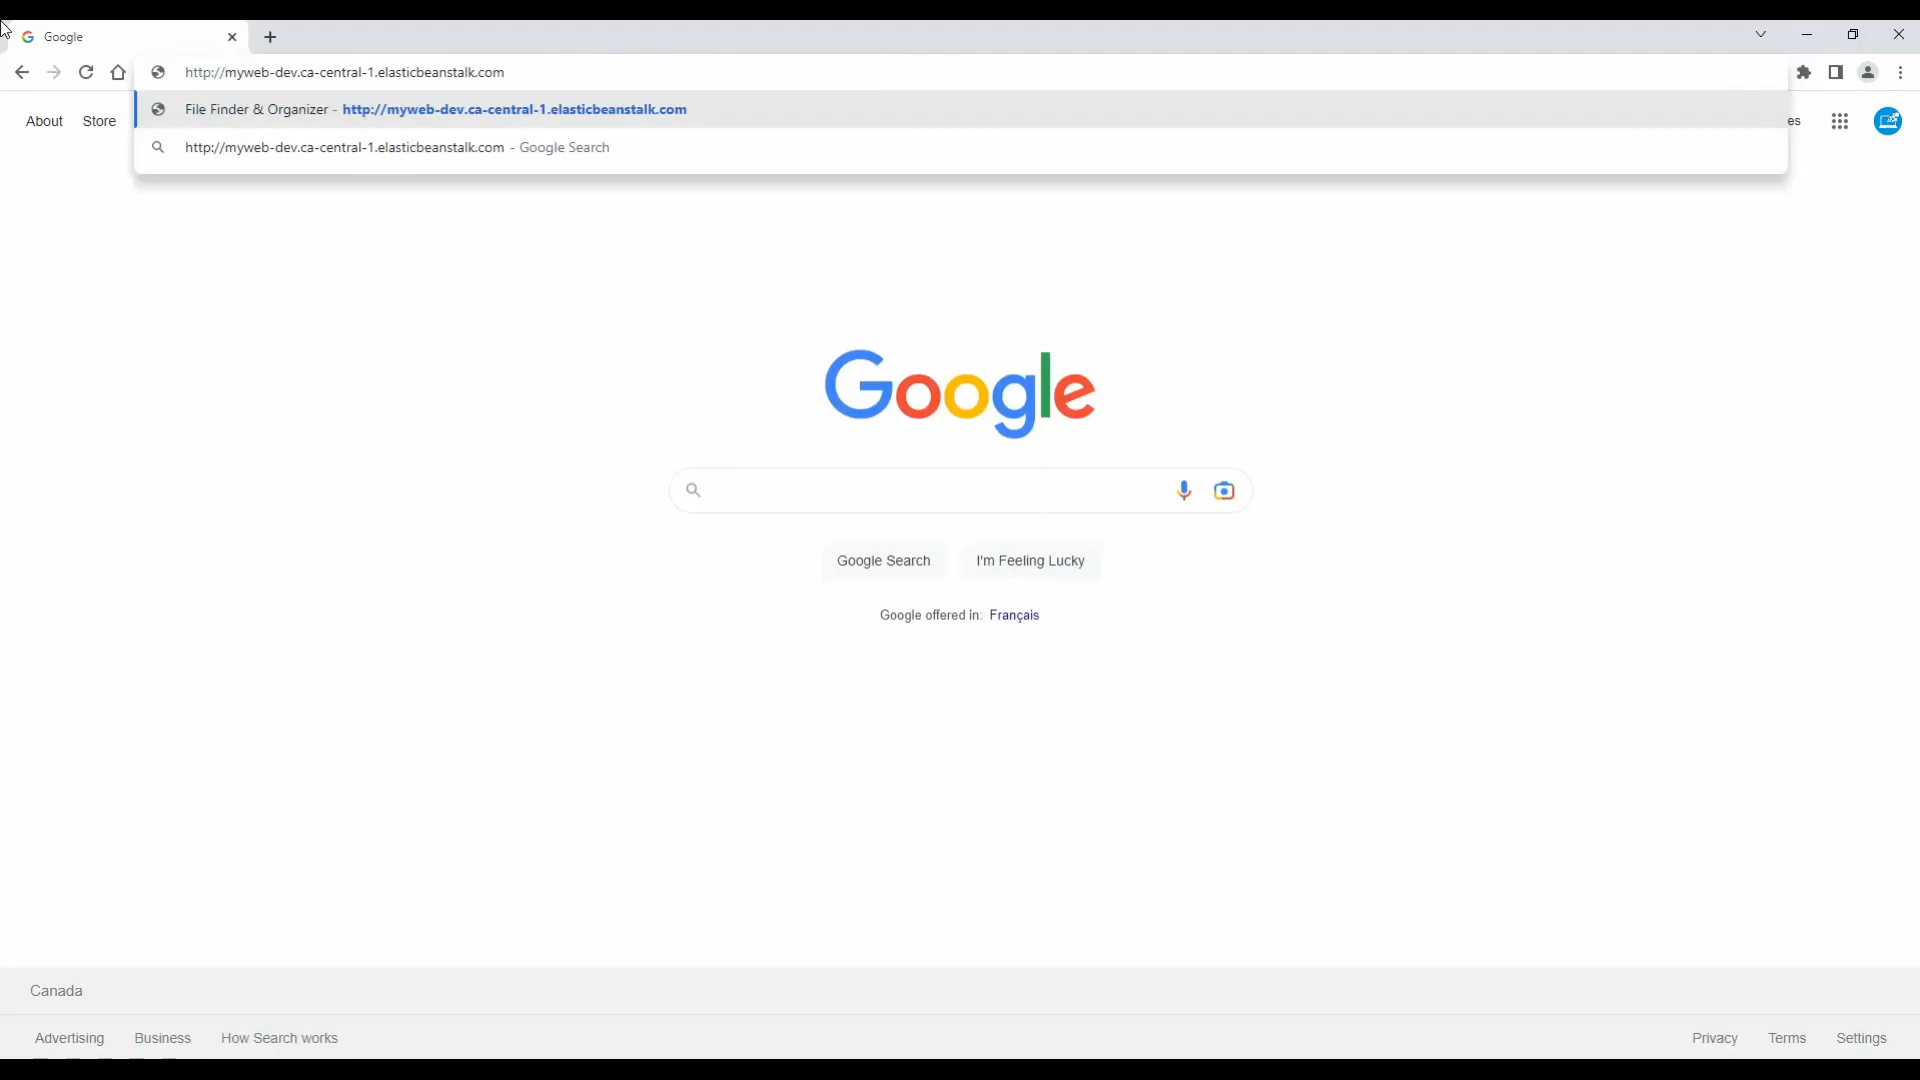 Google
http://myweb-dev.ca-central-1.elasticbeanstalk.com
File Finder & Organizer - http://myweb-dev.ca-central-1.elasticbeanstalk.com
http://myweb-dev.ca-central-1.elasticbeanstalk.com - Google Search
About Store
es
Google
Google Search I'm Feeling Lucky
Google offered in: Français
Canada
Advertising Business How Search works Privacy Terms Settings